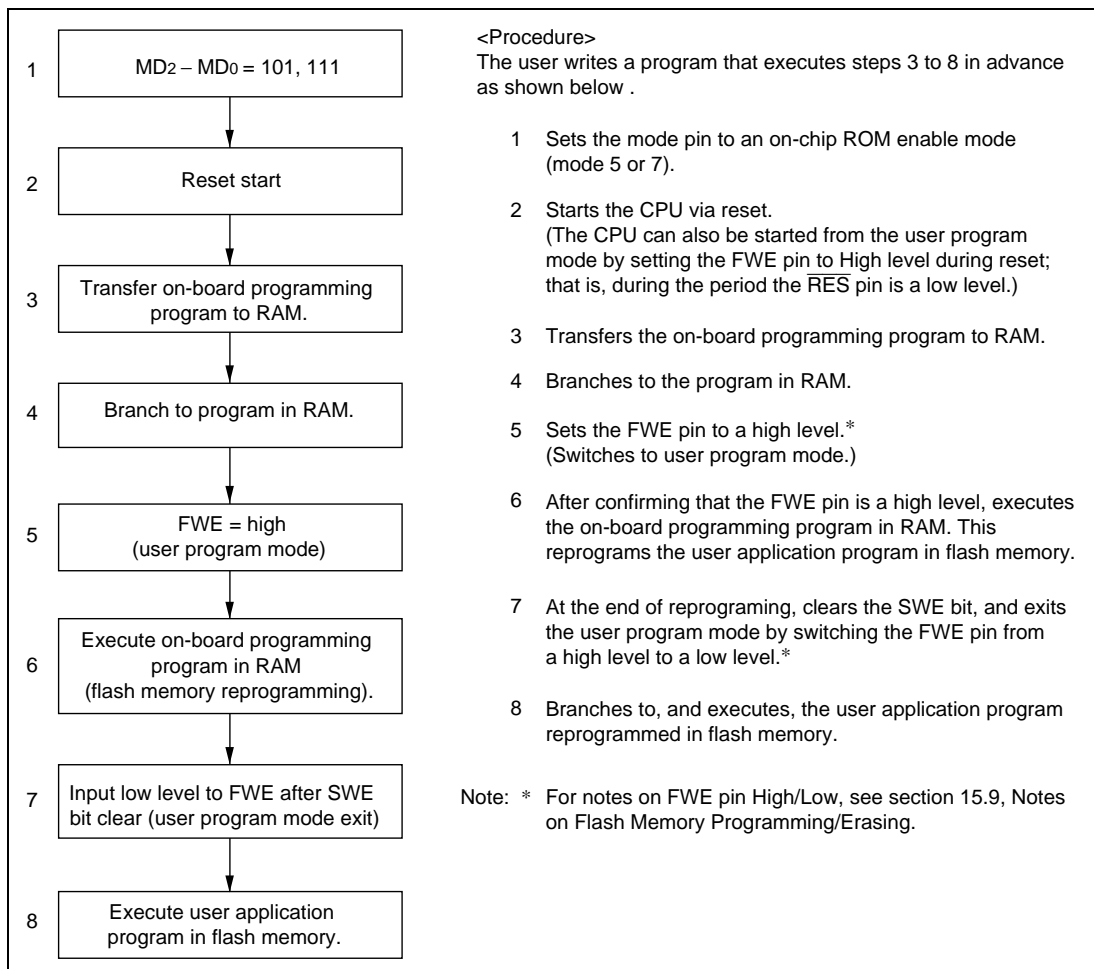 1
MD2 – MD0 = 101, 111
2
Reset start
3
Transfer on-board programming
program to RAM.
4
Branch to program in RAM.
5
FWE = high
(user program mode)
6
Execute on-board programming
program in RAM
(flash memory reprogramming).
7
Input low level to FWE after SWE
bit clear (user program mode exit)
8
Execute user application
program in flash memory.
<Procedure>
The user writes a program that executes steps 3 to 8 in advance
as shown below .
1 Sets the mode pin to an on-chip ROM enable mode
(mode 5 or 7).
2 Starts the CPU via reset.
(The CPU can also be started from the user program
mode by setting the FWE pin to High level during reset;
that is, during the period the RES pin is a low level.)
3 Transfers the on-board programming program to RAM.
4 Branches to the program in RAM.
5 Sets the FWE pin to a high level.*
(Switches to user program mode.)
6 After confirming that the FWE pin is a high level, executes
the on-board programming program in RAM. This
reprograms the user application program in flash memory.
7 At the end of reprograming, clears the SWE bit, and exits
the user program mode by switching the FWE pin from
a high level to a low level.*
8 Branches to, and executes, the user application program
reprogrammed in flash memory.
Note: * For notes on FWE pin High/Low, see section 15.9, Notes
on Flash Memory Programming/Erasing.